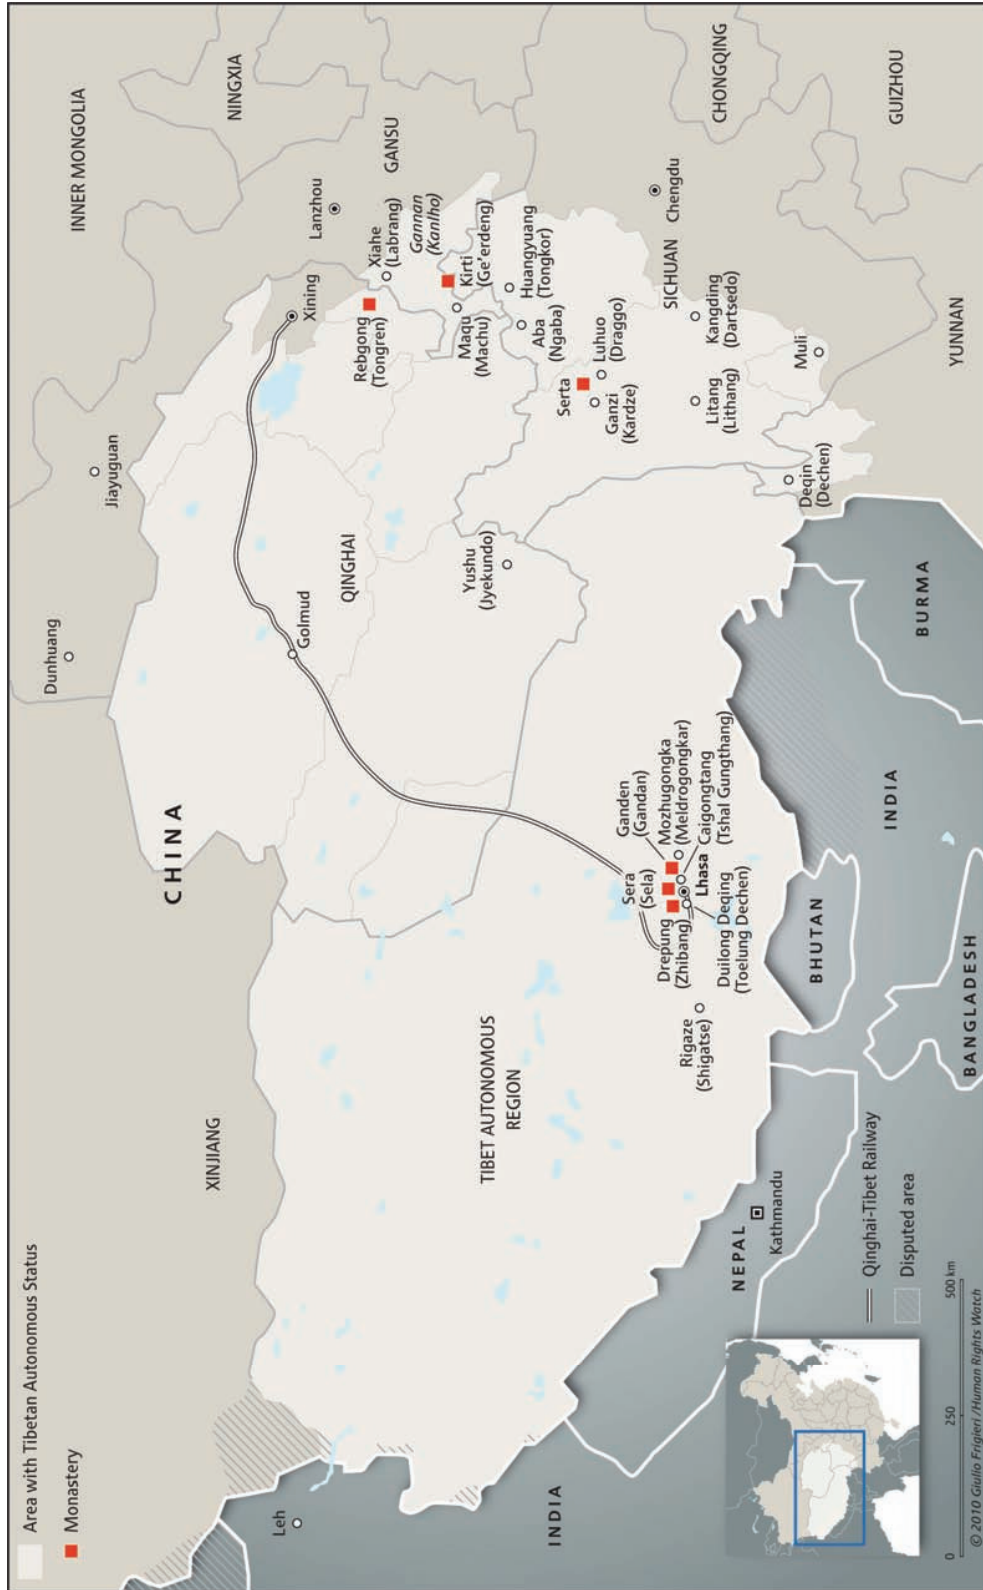 Area with Tibetan Autonomous Status
Monastery
CHINA
XINJIANG
Dunhuang
Jiayuguan
INNER MONGOLIA
NINGXIA
Lanzhou
GANSU
Xining
Golmud
QINGHAI
Rebgong
(Tongren)
Xiahe
(Labrang)
Gannan
(Kanlho)
Kirti
(Ge'erdeng)
Maqu
(Machu)
Huangyuang
(Tongkor)
Aba
(Ngaba)
Yushu
(Jyekundo)
Serta
Luhuo
(Draggo)
Ganzi
(Kardze)
SICHUAN
Chengdu
CHONGQING
Kangding
(Dartsedo)
Litang
(Lithang)
Muli
Deqin
(Dechen)
GUIZHOU
YUNNAN
Leh
TIBET AUTONOMOUS
REGION
Ganden
(Gandan)
Sera
(Sela)
Mozhugongka
(Meldrogongkar)
Caigongtang
(Tshal Gungthang)
Lhasa
Drepung
(Zhibang)
Duilong Deqing
(Toelung Dechen)
Rigaze
(Shigatse)
INDIA
NEPAL
Kathmandu
BHUTAN
INDIA
BURMA
BANGLADESH
Qinghai-Tibet Railway
Disputed area
0
250
500 km
© 2010 Giulio Frigieri /Human Rights Watch